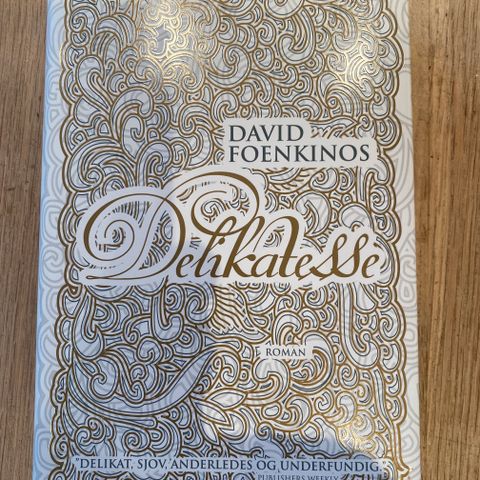 DAVID
FOENKINOS
Delikatesse
ROMAN
"DELIKAT, SJOV, ANDERLEDES OG UNDERFUNDIG."
PUBLISHERS WEEKLY